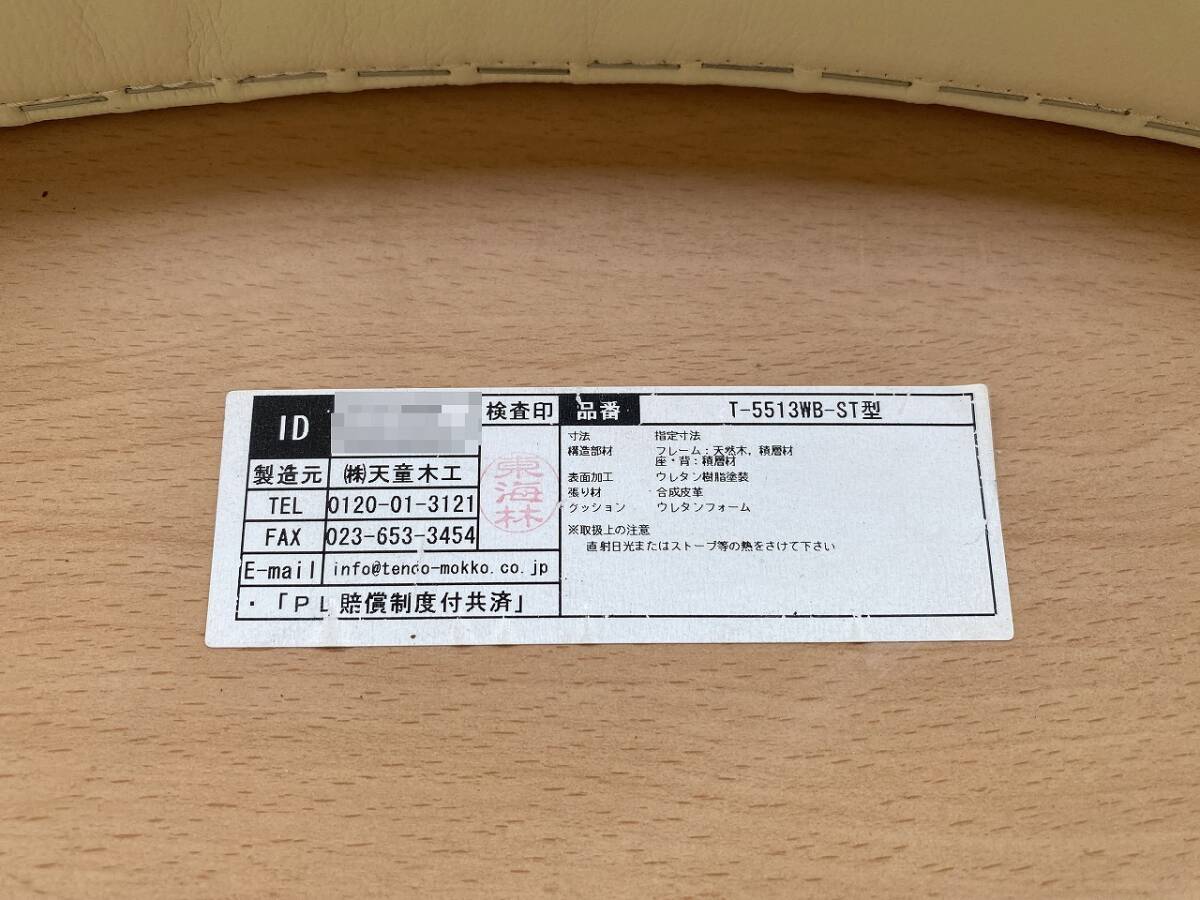 ID
検査印
製造元
㈱天童木工
TEL
0120-01-3121
FAX
023-653-3454
E-mail
info@tendo-mokko.co.jp
・「PL賠償制度付共済」
東海林
品番
T-5513WB-ST型
寸法 指定寸法
構造部材 フレーム：天然木，積層材
座・背：積層材
表面加工 ウレタン樹脂塗装
張り材 合成皮革
クッション ウレタンフォーム
※取扱上の注意
直射日光またはストーブ等の熱をさけて下さい